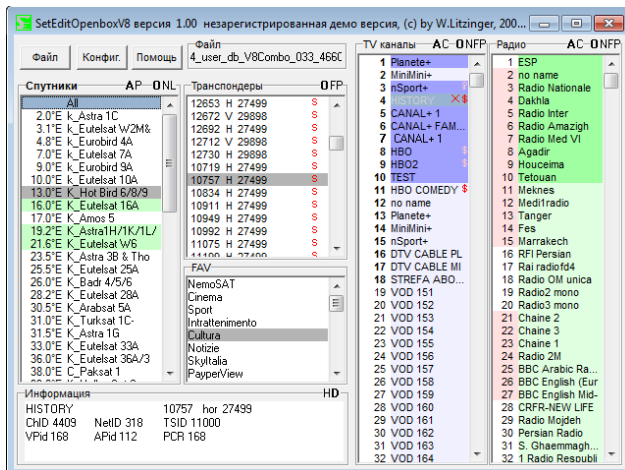 SetEditOpenboxV8 версия 1.00 незарегистрированная демо версия, (c) by W.Litzinger, 200...
Файл Конфиг. Помощь
Файл
4_user_db_V8Combo_033_466D
Спутники AP -ONL
All
2.0°E k_Astra 1C
3.1°E k_Eutelsat W2M&
4.8°E k_Eurobird 4A
7.0°E k_Eutelsat 7A
9.0°E k_Eurobird 9A
10.0°E k_Eutelsat 10A
13.0°E K_Hot Bird 6/8/9
16.0°E K_Eutelsat 16A
17.0°E K_Amos 5
19.2°E K_Astra1H/1K/1L/
21.6°E K_Eutelsat W6
23.5°E K_Astra 3B & Tho
25.5°E K_Eutelsat 25A
26.0°E K_Badr 4/5/6
28.2°E K_Eutelsat 28A
30.5°E K_Arabsat 5A
31.0°E K_Turksat 1C-
31.5°E K_Astra 1G
33.0°E K_Eutelsat 33A
36.0°E K_Eutelsat 36A/3
38.0°E C_Paksat 1
Транспондеры OFP
12653 H 27499 S
12672 V 29898 S
12692 H 27499 S
12712 V 29898 S
12730 H 29898 S
10719 H 27499 S
10757 H 27499 S
10834 H 27499 S
10911 H 27499 S
10949 H 27499 S
10992 H 27499 S
11075 H 27499 S
11109 H 27499 S
FAV
NemoSAT
Cinema
Sport
Intrattenimento
Cultura
Notizie
SkyItalia
PayperView
TV каналы AC-ONFP
1 Planete+
2 MiniMini+
3 nSport+ $
4 HISTORY X$
5 CANAL+ 1
6 CANAL+ FAM... $
7 CANAL+ 1
8 HBO $
9 HBO2 $
10 TEST
11 HBO COMEDY $
12 no name
13 Planete+
14 MiniMini+
15 nSport+
16 DTV CABLE PL
17 DTV CABLE MI
18 STREFA ABO...
19 VOD 151
20 VOD 152
21 VOD 153
22 VOD 154
23 VOD 155
24 VOD 156
25 VOD 157
26 VOD 158
27 VOD 159
28 VOD 160
29 VOD 161
30 VOD 162
31 VOD 163
32 VOD 164
Радио AC-ONFP
1 ESP
2 no name
3 Radio Nationale
4 Dakhla
5 Radio Inter
6 Radio Amazigh
7 Radio Med VI
8 Agadir
9 Houceima
10 Tetouan
11 Meknes
12 Medi1radio
13 Tanger
14 Fes
15 Marrakech
16 RFI Persian
17 Rai radiofd4
18 Radio OM unica
19 Radio2 mono
20 Radio3 mono
21 Chaine 2
22 Chaine 3
23 Chaine 1
24 Radio 2M
25 BBC Arabic Ra...
26 BBC English (Eur
27 BBC English Mid-
28 CRFR-NEW LIFE
29 Radio Mojdeh
30 Persian Radio
31 S. Ghaemmagh...
32 1 Radio Respubli
Информация HD
HISTORY 10757 hor 27499
ChID 4409 NetID 318 TSID 11000
VPid 168 APid 112 PCR 168